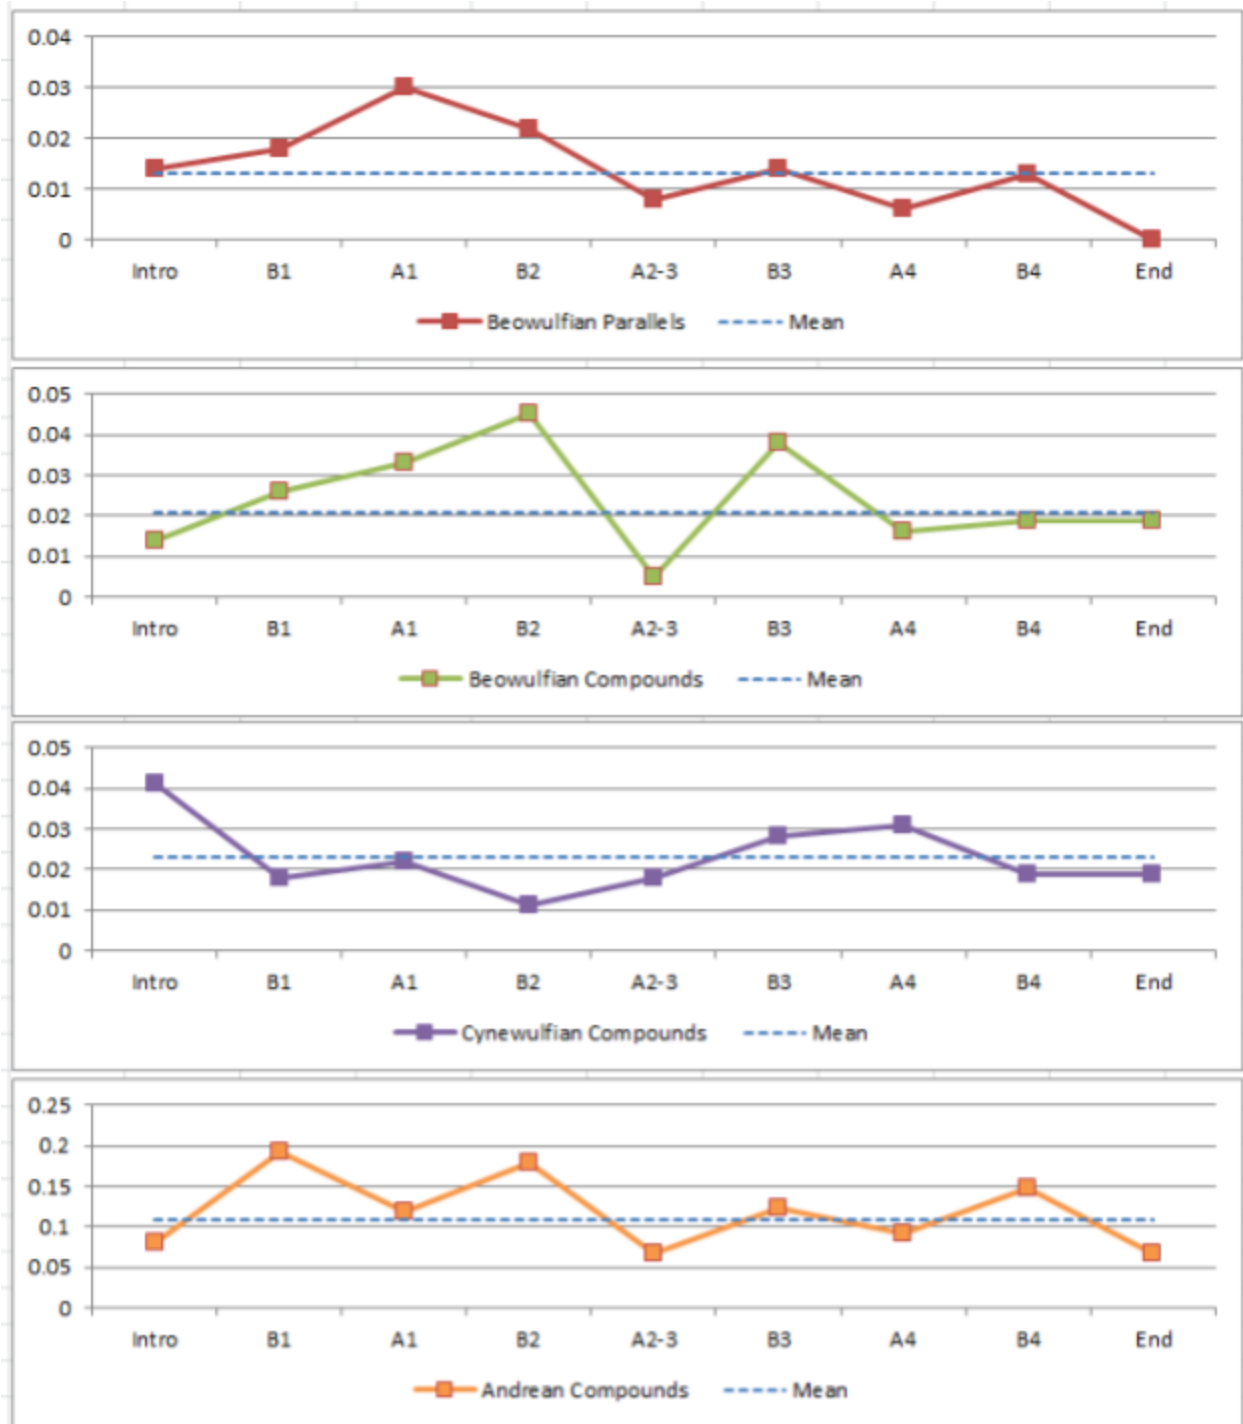 0.04
0.03
0.02
0.01
0
Intro B1 A1 B2 A2-3 B3 A4 B4 End
Beowulfian Parallels Mean
0.05
0.04
0.03
0.02
0.01
0
Intro B1 A1 B2 A2-3 B3 A4 B4 End
Beowulfian Compounds Mean
0.05
0.04
0.03
0.02
0.01
0
Intro B1 A1 B2 A2-3 B3 A4 B4 End
Cynewulfian Compounds Mean
0.25
0.2
0.15
0.1
0.05
0
Intro B1 A1 B2 A2-3 B3 A4 B4 End
Andrean Compounds Mean